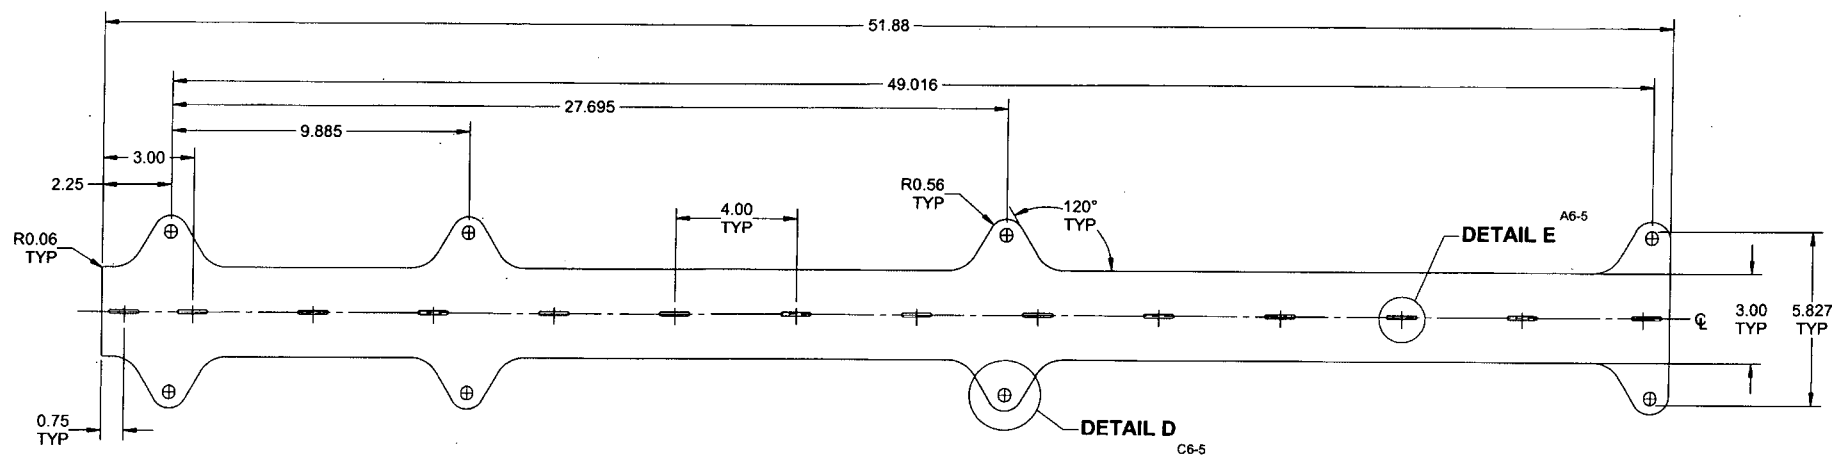 51.88
49.016
27.695
9.885
3.00
2.25
R0.56
TYP
120°
TYP
4.00
TYP
A6-5
DETAIL E
R0.06
TYP
℄
3.00
TYP
5.827
TYP
0.75
TYP
DETAIL D
C6-5